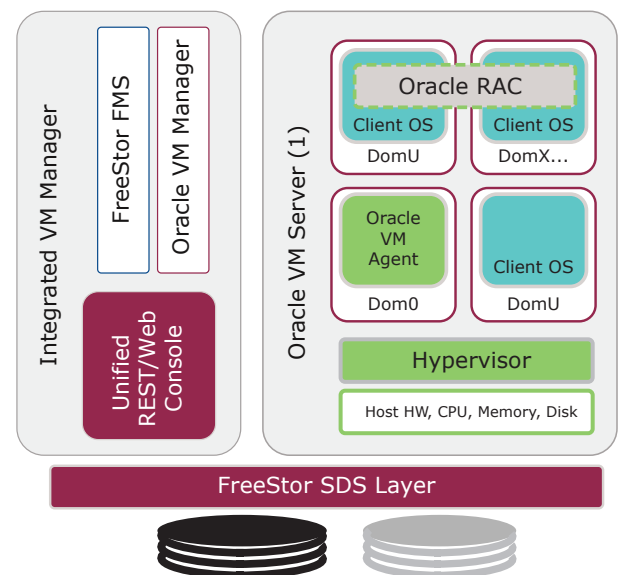 Integrated VM Manager
FreeStor FMS
Oracle VM Manager
Unified
REST/Web
Console
Oracle VM Server (1)
Oracle RAC
Client OS
Client OS
DomU
DomX...
Oracle
VM
Agent
Client OS
Dom0
DomU
Hypervisor
Host HW, CPU, Memory, Disk
FreeStor SDS Layer